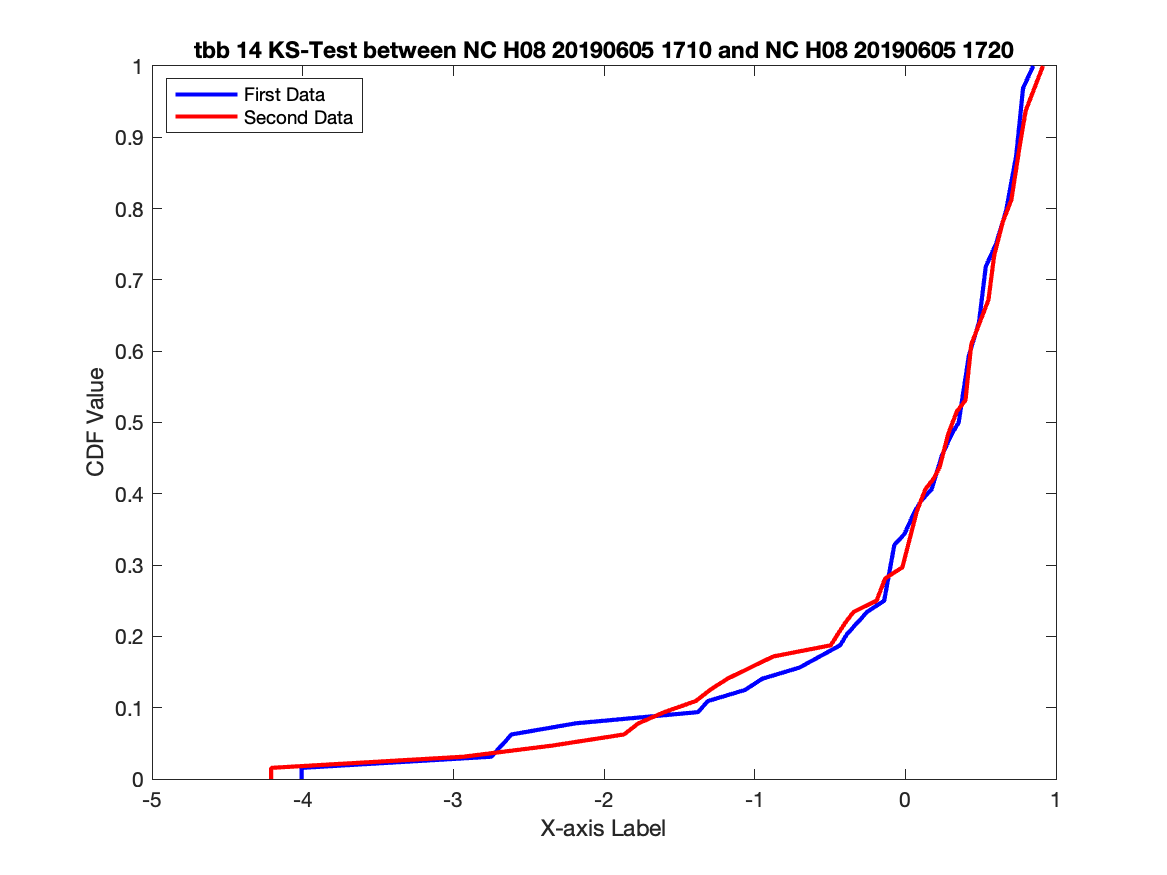 tbb 14 KS-Test between NC H08 20190605 1710 and NC H08 20190605 1720
First Data
Second Data
1
0.9
0.8
0.7
0.6
0.5
0.4
0.3
0.2
0.1
0
CDF Value
-5 -4 -3 -2 -1 0 1
X-axis Label